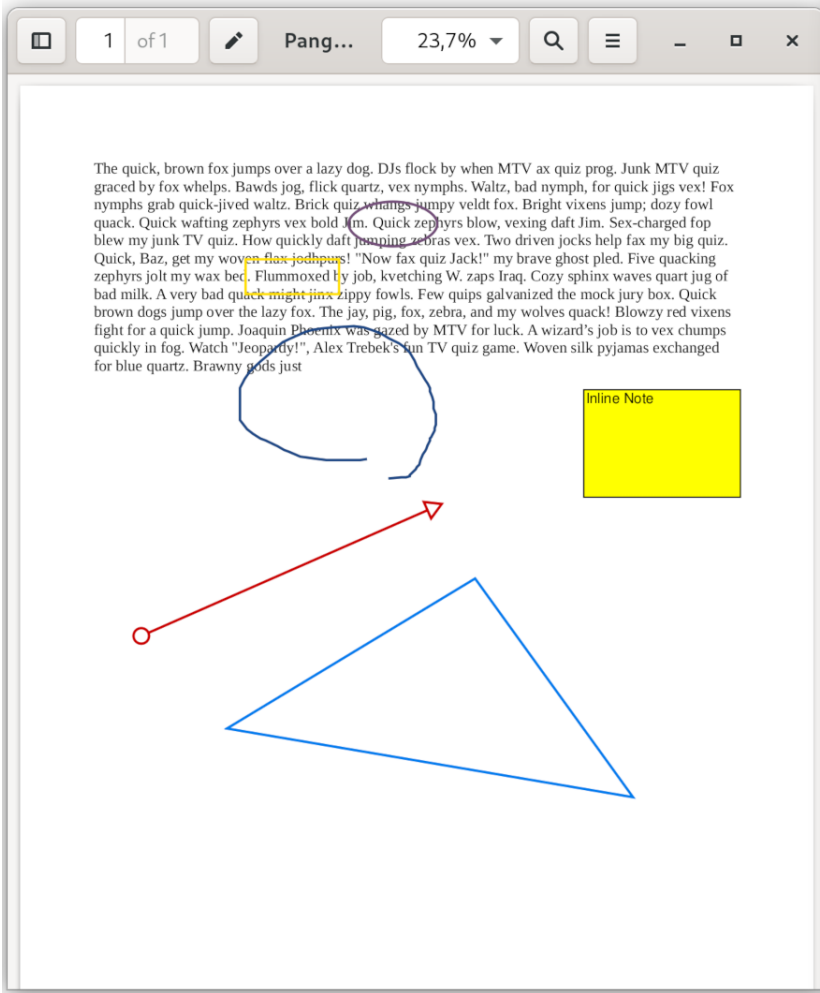 1 of 1 Pang... 23,7%
The quick, brown fox jumps over a lazy dog. DJs flock by when MTV ax quiz prog. Junk MTV quiz
graced by fox whelps. Bawds jog, flick quartz, vex nymphs. Waltz, bad nymph, for quick jigs vex! Fox
nymphs grab quick-jived waltz. Brick quiz whangs jumpy veldt fox. Bright vixens jump; dozy fowl
quack. Quick wafting zephyrs vex bold Jim. Quick zephyrs blow, vexing daft Jim. Sex-charged fop
blew my junk TV quiz. How quickly daft jumping zebras vex. Two driven jocks help fax my big quiz.
Quick, Baz, get my woven flax jodhpurs! "Now fax quiz Jack!" my brave ghost pled. Five quacking
zephyrs jolt my wax bed. Flummoxed by job, kvetching W. zaps Iraq. Cozy sphinx waves quart jug of
bad milk. A very bad quack might jinx zippy fowls. Few quips galvanized the mock jury box. Quick
brown dogs jump over the lazy fox. The jay, pig, fox, zebra, and my wolves quack! Blowzy red vixens
fight for a quick jump. Joaquin Phoenix was gazed by MTV for luck. A wizard’s job is to vex chumps
quickly in fog. Watch "Jeopardy!", Alex Trebek's fun TV quiz game. Woven silk pyjamas exchanged
for blue quartz. Brawny gods just
Inline Note